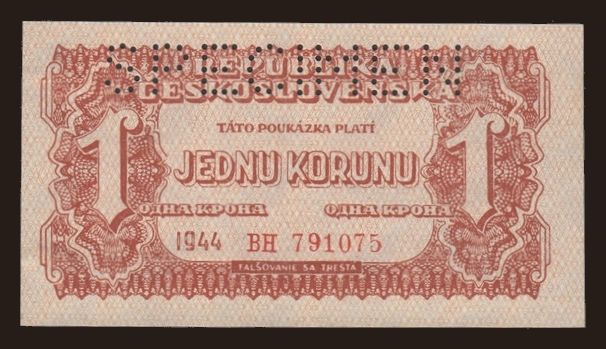 SPECIMEN
REPUBLIKA
ČESKOSLOVENSKÁ
TÁTO POUKÁZKA PLATÍ
1 JEDNU KORUNU 1
ОДНА КРОНА ОДНА КРОНА
1944 BH 791075
FALŠOVANIE SA TRESTÁ